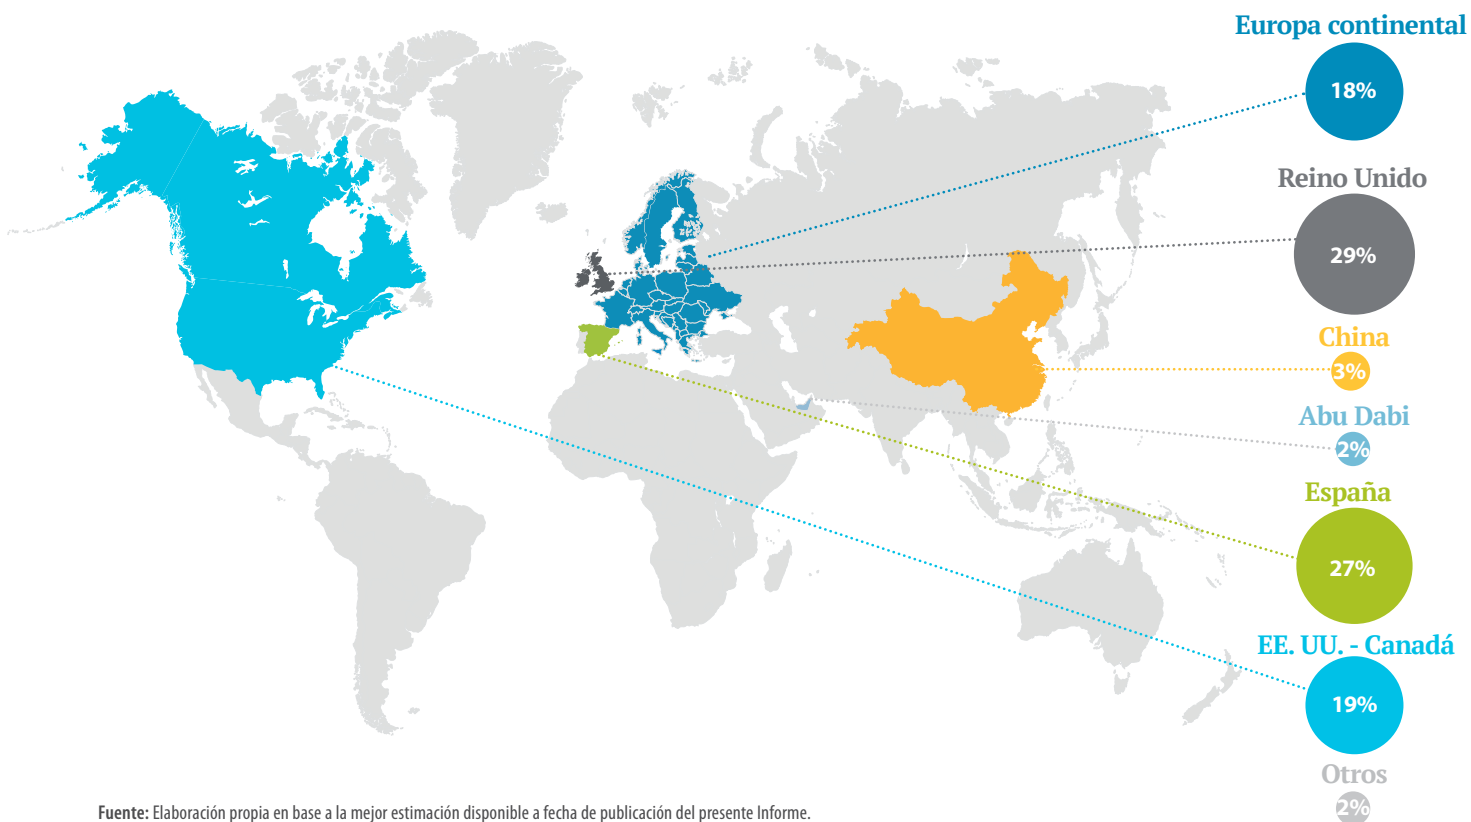 Europa continental
18%
Reino Unido
29%
China
3%
Abu Dabi
2%
España
27%
EE. UU. - Canadá
19%
Otros
2%
Fuente: Elaboración propia en base a la mejor estimación disponible a fecha de publicación del presente Informe.